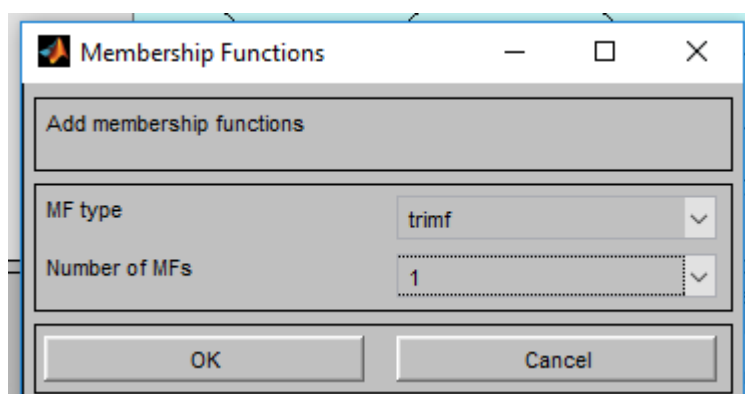 Membership Functions
Add membership functions
MF type trimf
Number of MFs 1
OK Cancel